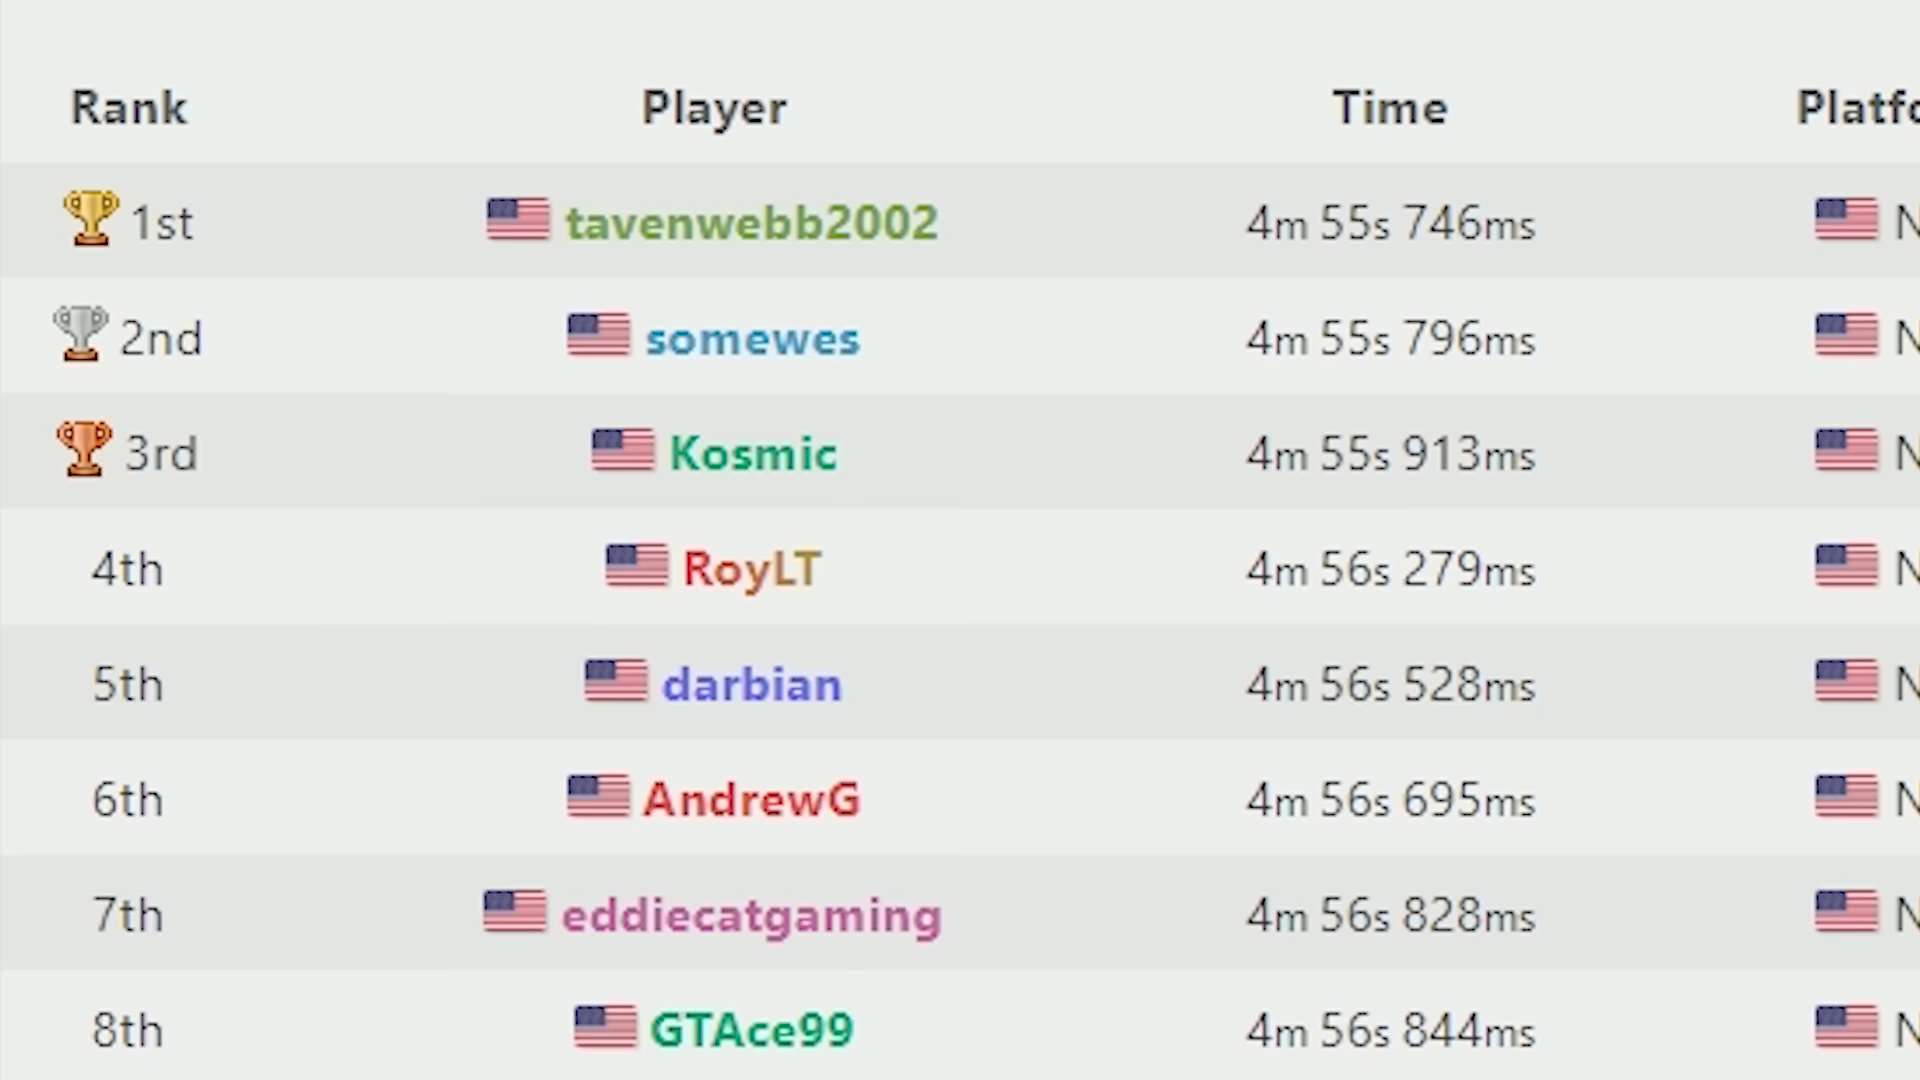 Rank Player Time Platfo
1st tavenwebb2002 4m 55s 746ms N
2nd somewes 4m 55s 796ms N
3rd Kosmic 4m 55s 913ms N
4th RoyLT 4m 56s 279ms N
5th darbian 4m 56s 528ms N
6th AndrewG 4m 56s 695ms N
7th eddiecatgaming 4m 56s 828ms N
8th GTAce99 4m 56s 844ms N